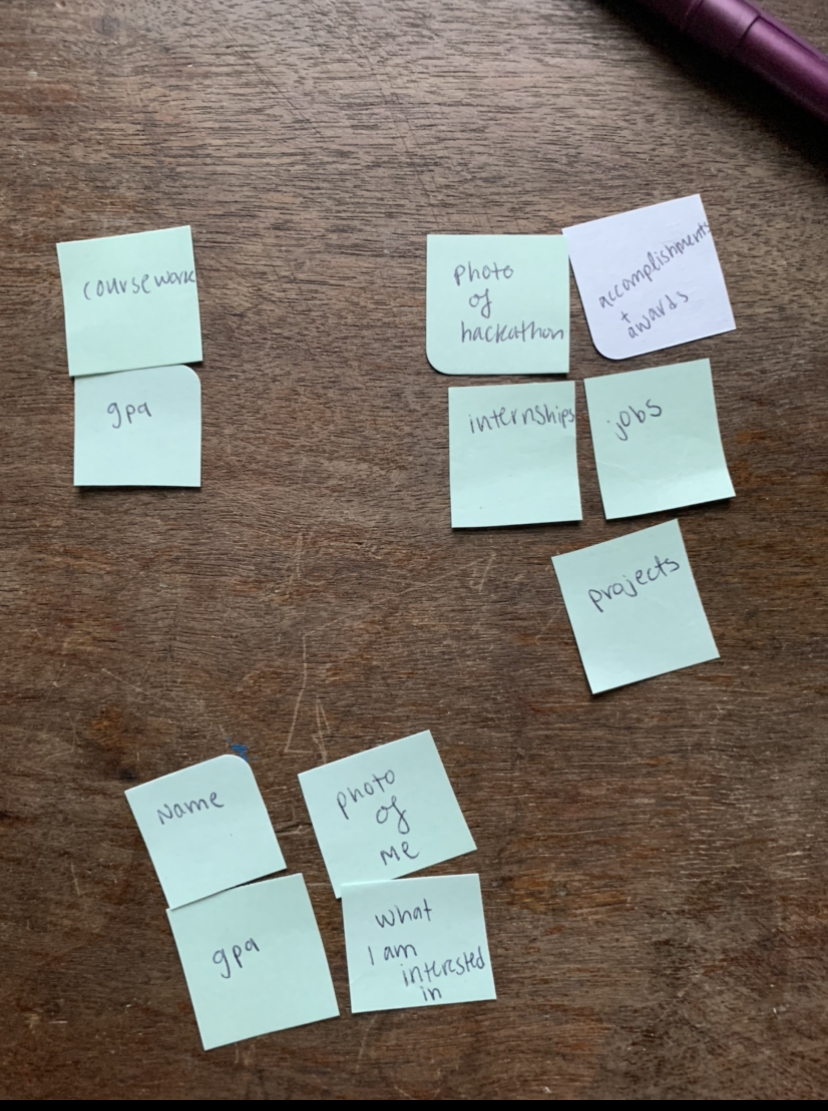 coursework
gpa
photo
of
hackathon
accomplishments
+
awards
internships
jobs
projects
Name
photo
of
me
gpa
what
I am
interested
in